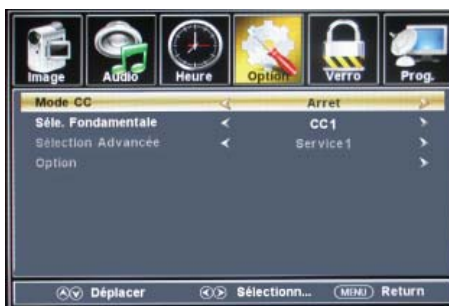 Image Audio Heure Option Verro Prog.
Mode CC Arret
Séle. Fondamentale CC1
Sélection Advancée Service1
Option
Déplacer Sélectionn... MENU Return